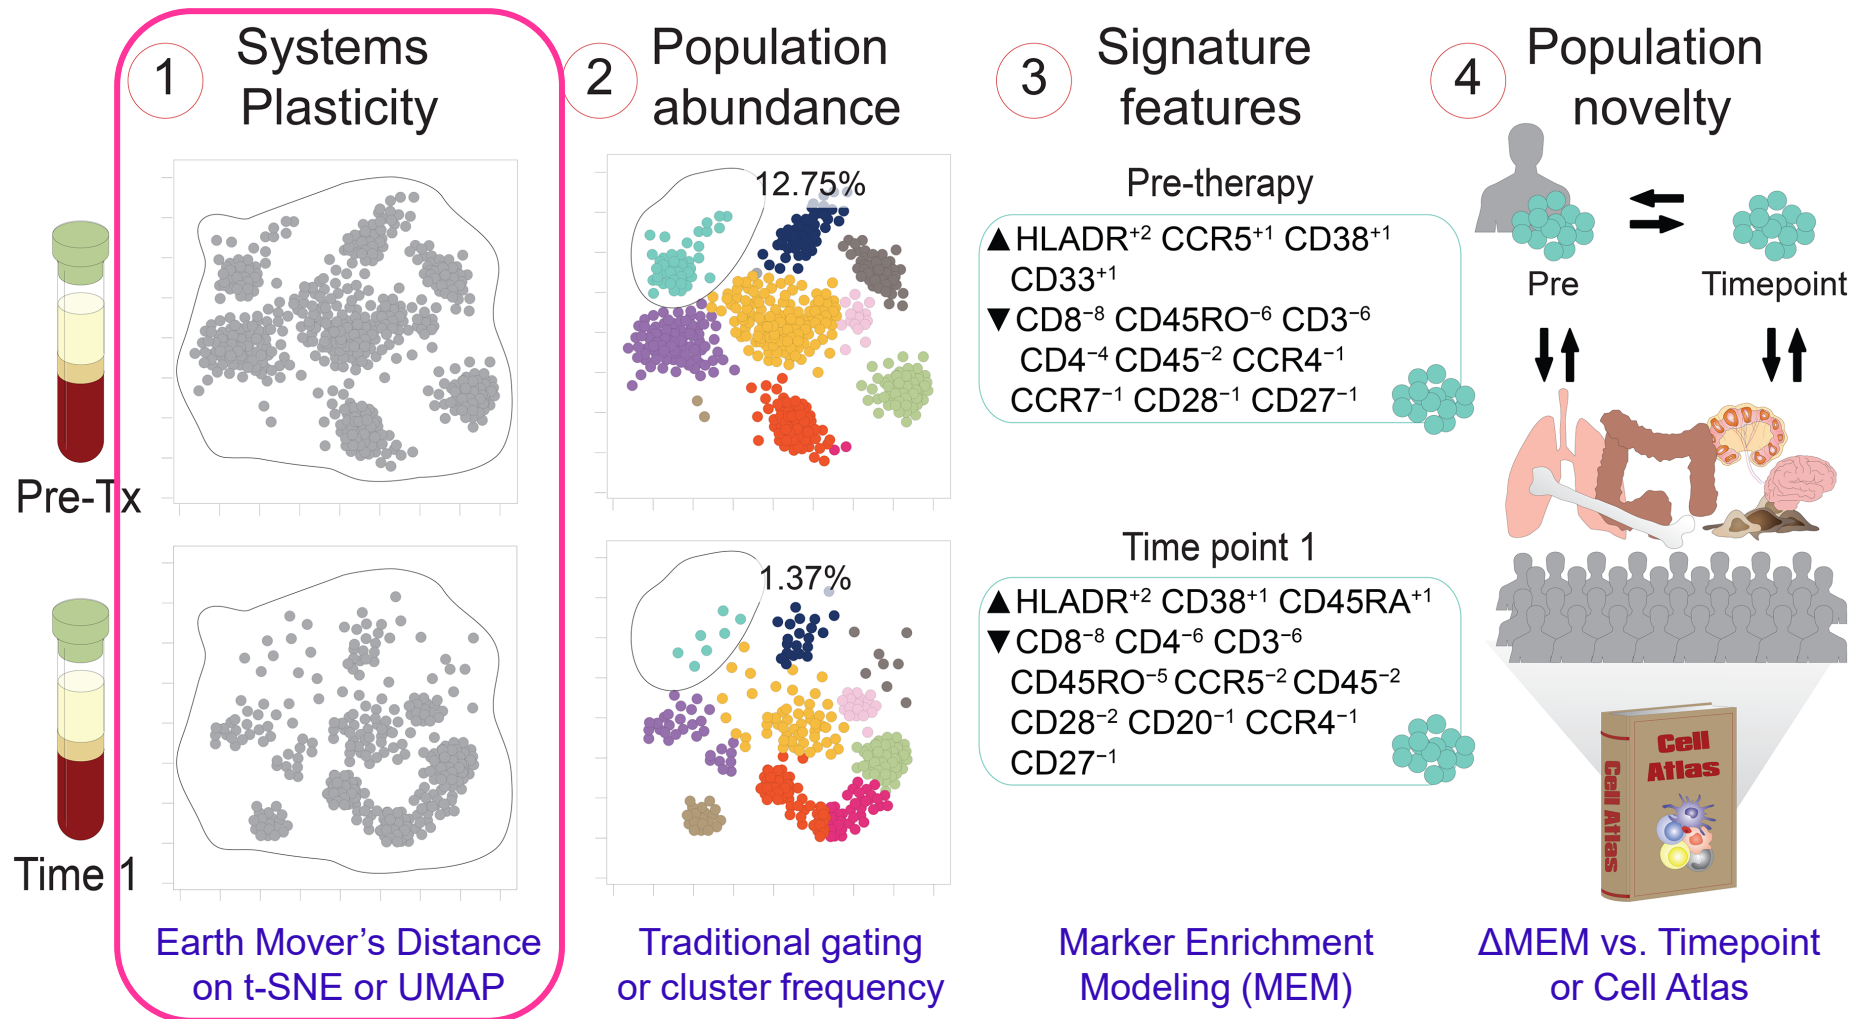 1
Systems
Plasticity
2
Population
abundance
3
Signature
features
4
Population
novelty
Pre-Tx
Time 1
12.75%
1.37%
Pre-therapy
▲HLADR⁺² CCR5⁺¹ CD38⁺¹
CD33⁺¹
▼CD8⁻⁸ CD45RO⁻⁶ CD3⁻⁶
CD4⁻⁴ CD45⁻² CCR4⁻¹
CCR7⁻¹ CD28⁻¹ CD27⁻¹
Time point 1
▲HLADR⁺² CD38⁺¹ CD45RA⁺¹
▼CD8⁻⁸ CD4⁻⁶ CD3⁻⁶
CD45RO⁻⁵ CCR5⁻² CD45⁻²
CD28⁻² CD20⁻¹ CCR4⁻¹
CD27⁻¹
Pre
Timepoint
Cell
Atlas
Cell Atlas
Earth Mover’s Distance
on t-SNE or UMAP
Traditional gating
or cluster frequency
Marker Enrichment
Modeling (MEM)
ΔMEM vs. Timepoint
or Cell Atlas